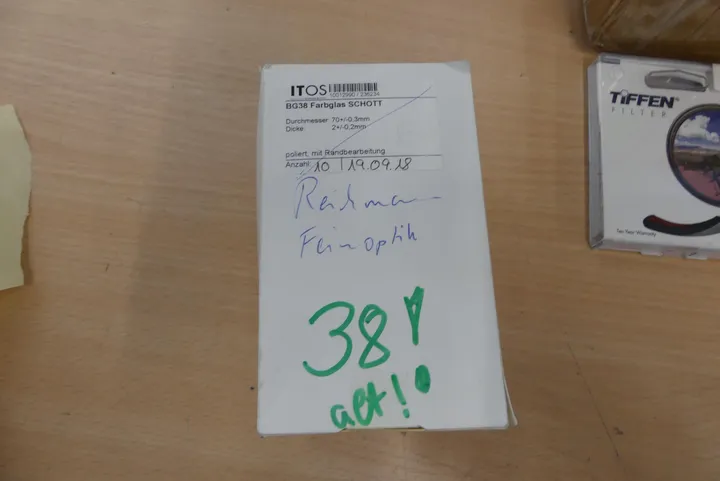 ITOS
BG38 Farbglas SCHOTT
Durchmesser: 70+/-0,3mm
Dicke: 2+/-0,2mm
poliert, mit Randbearbeitung
Anzahl: 10 | 19.09.18
Feinoptik
38!
alt!
TIFFEN
FILTER